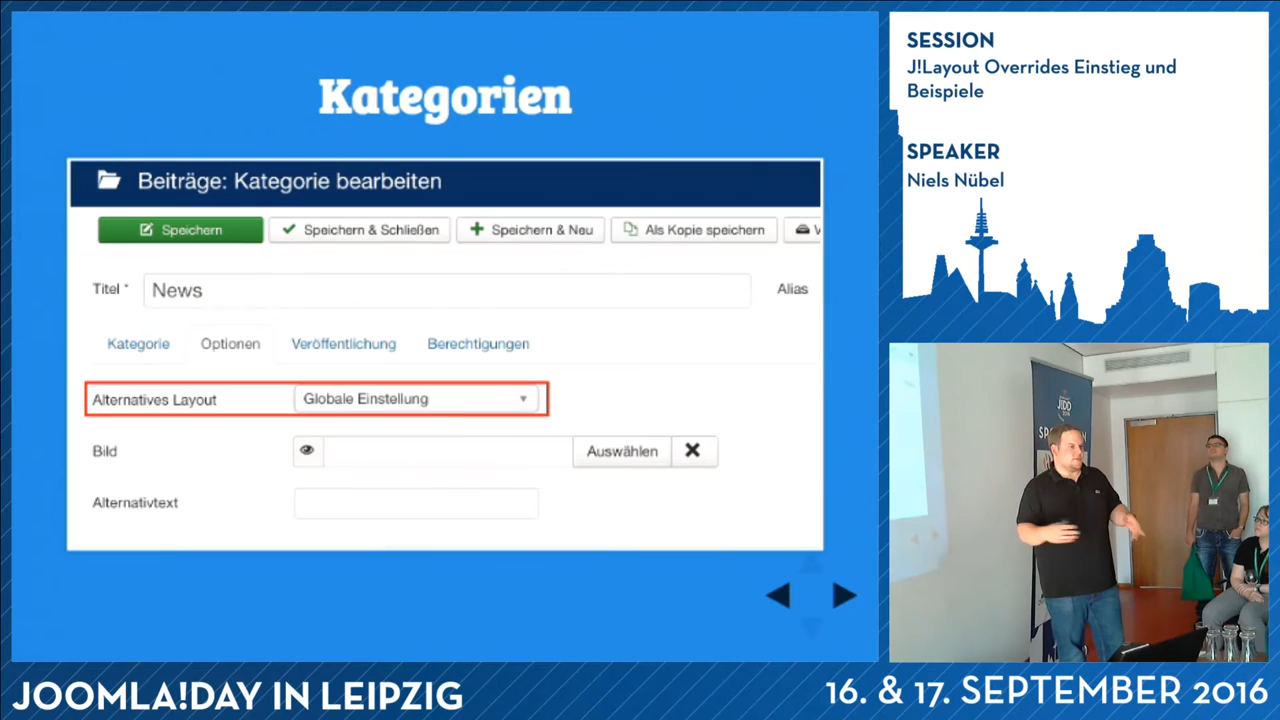 Kategorien
Beiträge: Kategorie bearbeiten
Speichern
Speichern & Schließen
Speichern & Neu
Als Kopie speichern
Titel *
News
Alias
Kategorie
Optionen
Veröffentlichung
Berechtigungen
Alternatives Layout
Globale Einstellung
Bild
Auswählen
Alternativtext
SESSION
J!Layout Overrides Einstieg und
Beispiele
SPEAKER
Niels Nübel
JOOMLA!DAY IN LEIPZIG
16. & 17. SEPTEMBER 2016